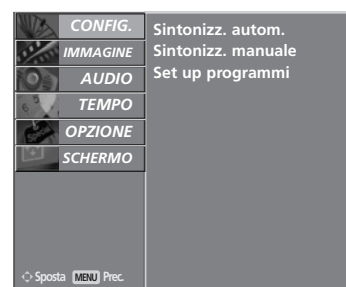 CONFIG.
IMMAGINE
AUDIO
TEMPO
OPZIONE
SCHERMO
Sintonizz. autom.
Sintonizz. manuale
Set up programmi
Sposta MENU Prec.